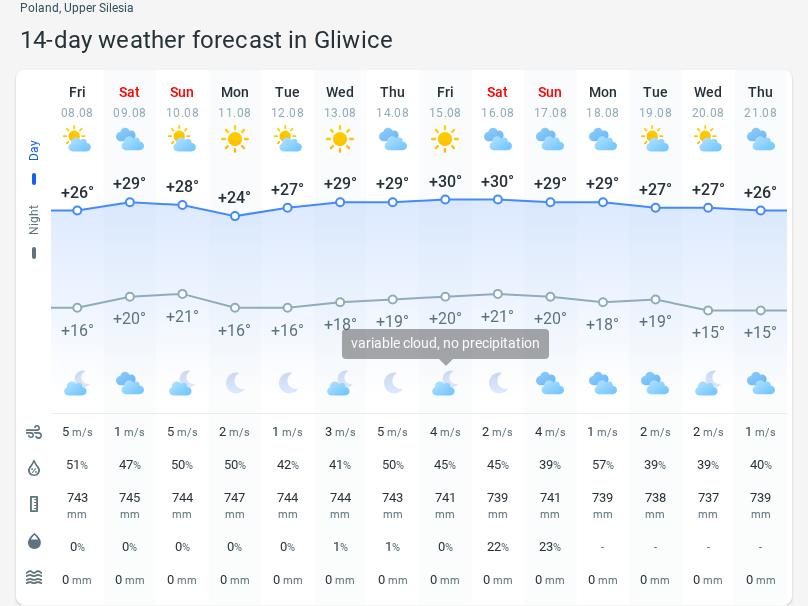 Poland, Upper Silesia
14-day weather forecast in Gliwice
Fri Sat Sun Mon Tue Wed Thu Fri Sat Sun Mon Tue Wed Thu
08.08 09.08 10.08 11.08 12.08 13.08 14.08 15.08 16.08 17.08 18.08 19.08 20.08 21.08
Day
+26° +29° +28° +24° +27° +29° +29° +30° +30° +29° +29° +27° +27° +26°
Night
+16° +20° +21° +16° +16° +18° +19° +20° +21° +20° +18° +19° +15° +15°
variable cloud, no precipitation
5 m/s 1 m/s 5 m/s 2 m/s 1 m/s 3 m/s 5 m/s 4 m/s 2 m/s 4 m/s 1 m/s 2 m/s 2 m/s 1 m/s
51% 47% 50% 50% 42% 41% 50% 45% 45% 39% 57% 39% 39% 40%
743 745 744 747 744 744 743 741 739 741 739 738 737 739
mm mm mm mm mm mm mm mm mm mm mm mm mm mm
0% 0% 0% 0% 0% 1% 1% 0% 22% 23% - - - -
0 mm 0 mm 0 mm 0 mm 0 mm 0 mm 0 mm 0 mm 0 mm 0 mm 0 mm 0 mm 0 mm 0 mm